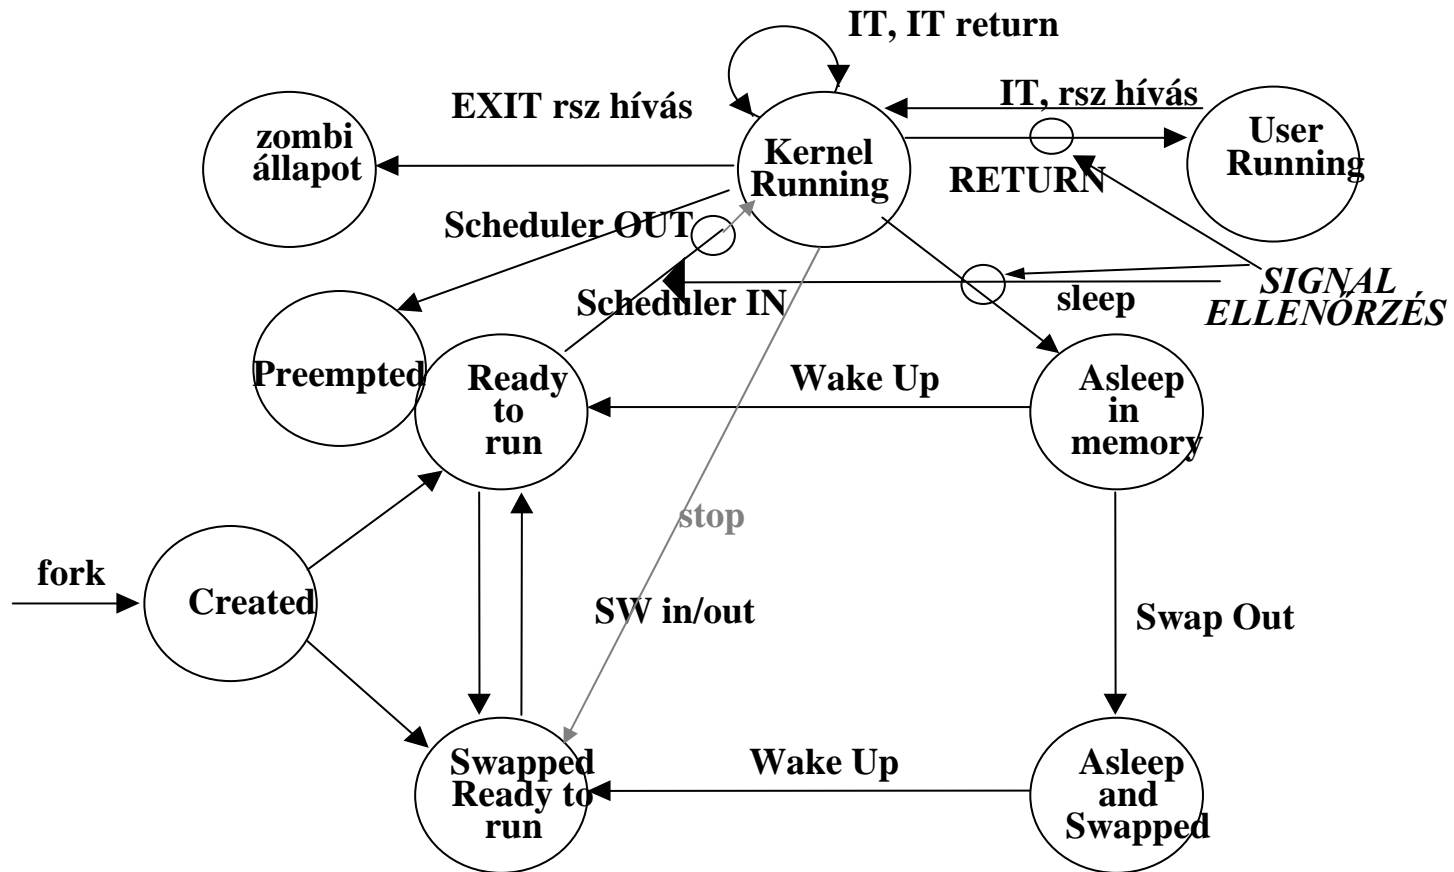 IT, IT return
EXIT rsz hívás
IT, rsz hívás
zombi
állapot
Kernel
Running
User
Running
RETURN
Scheduler OUT
Scheduler IN
sleep
SIGNAL
ELLENŐRZÉS
Preempted
Ready
to
run
Wake Up
Asleep
in
memory
stop
fork
Created
SW in/out
Swap Out
Swapped
Ready to
run
Wake Up
Asleep
and
Swapped